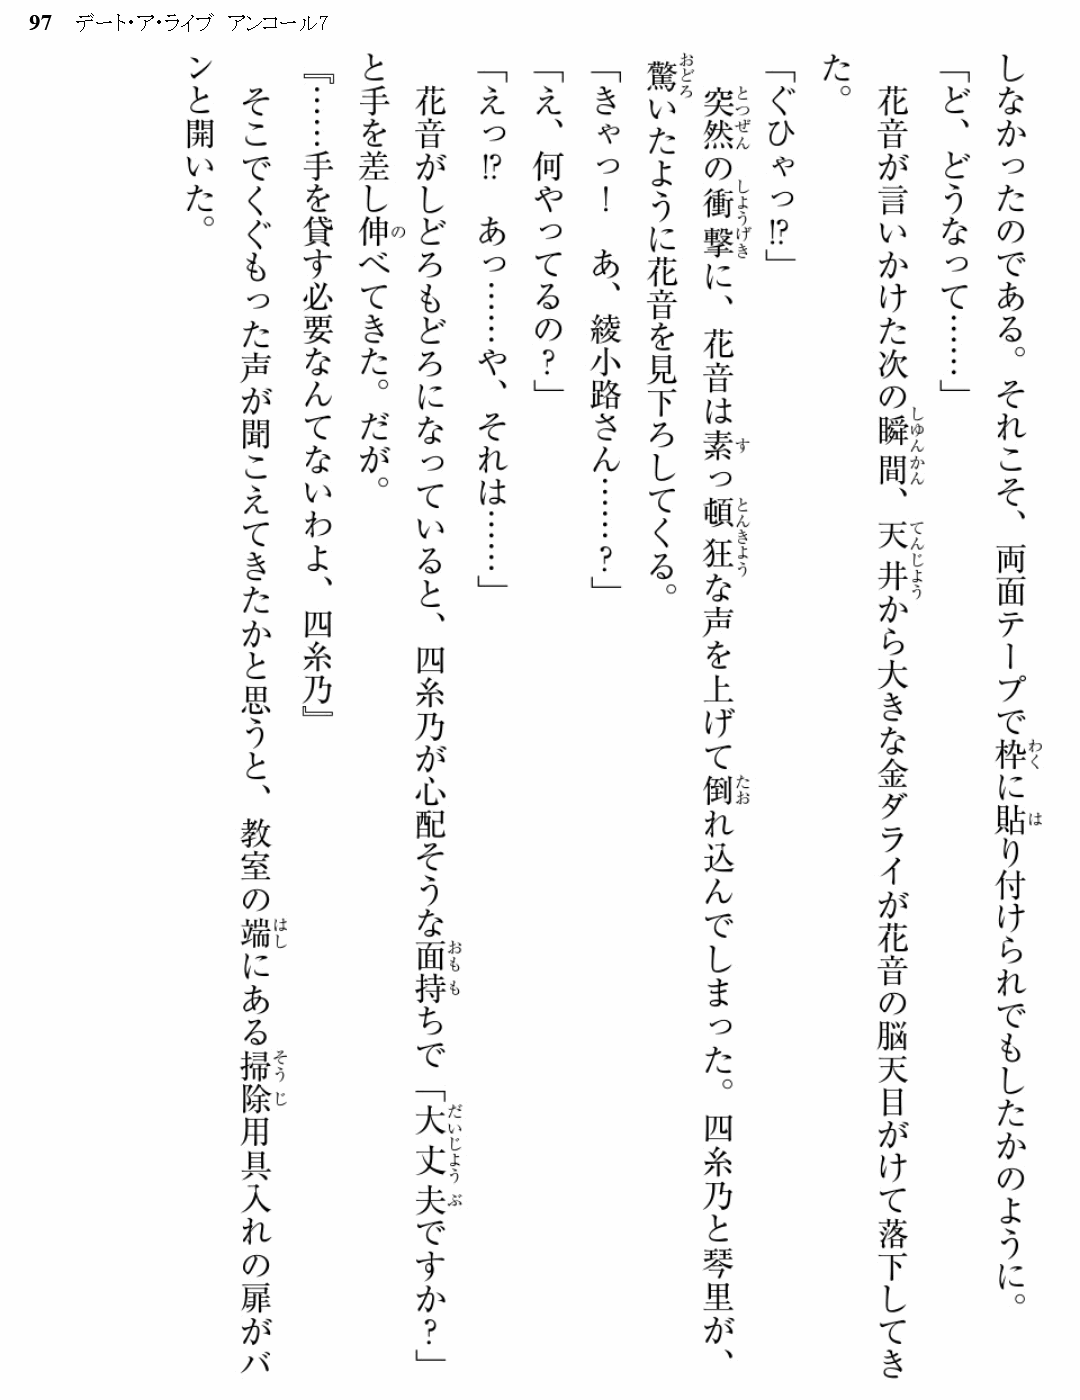 97 デート・ア・ライブ アンコール7
しなかったのである。それこそ、両面テープで枠に貼り付けられでもしたかのように。
「ど、どうなって……」
花音が言いかけた次の瞬間、天井から大きな金ダライが花音の脳天目がけて落下してき
た。
「ぐひゃっ!?」
突然の衝撃に、花音は素っ頓狂な声を上げて倒れ込んでしまった。四糸乃と琴里が、
驚いたように花音を見下ろしてくる。
「きゃっ！　あ、綾小路さん……？」
「え、何やってるの？」
「えっ!?　あっ……や、それは……」
花音がしどろもどろになっていると、四糸乃が心配そうな面持ちで「大丈夫ですか？」
と手を差し伸べてきた。だが。
『……手を貸す必要なんてないわよ、四糸乃』
そこでくぐもった声が聞こえてきたかと思うと、教室の端にある掃除用具入れの扉がバ
ンと開いた。